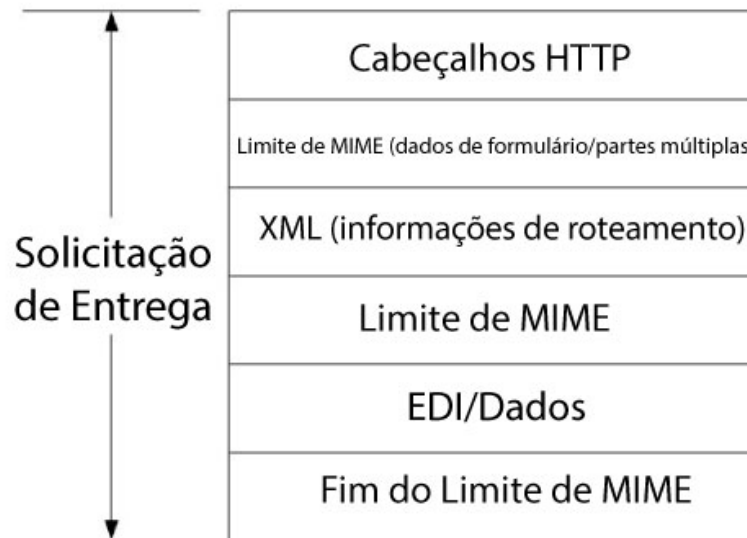 Cabeçalhos HTTP
Limite de MIME (dados de formulário/partes múltiplas
XML (informações de roteamento)
Solicitação
de Entrega
Limite de MIME
EDI/Dados
Fim do Limite de MIME